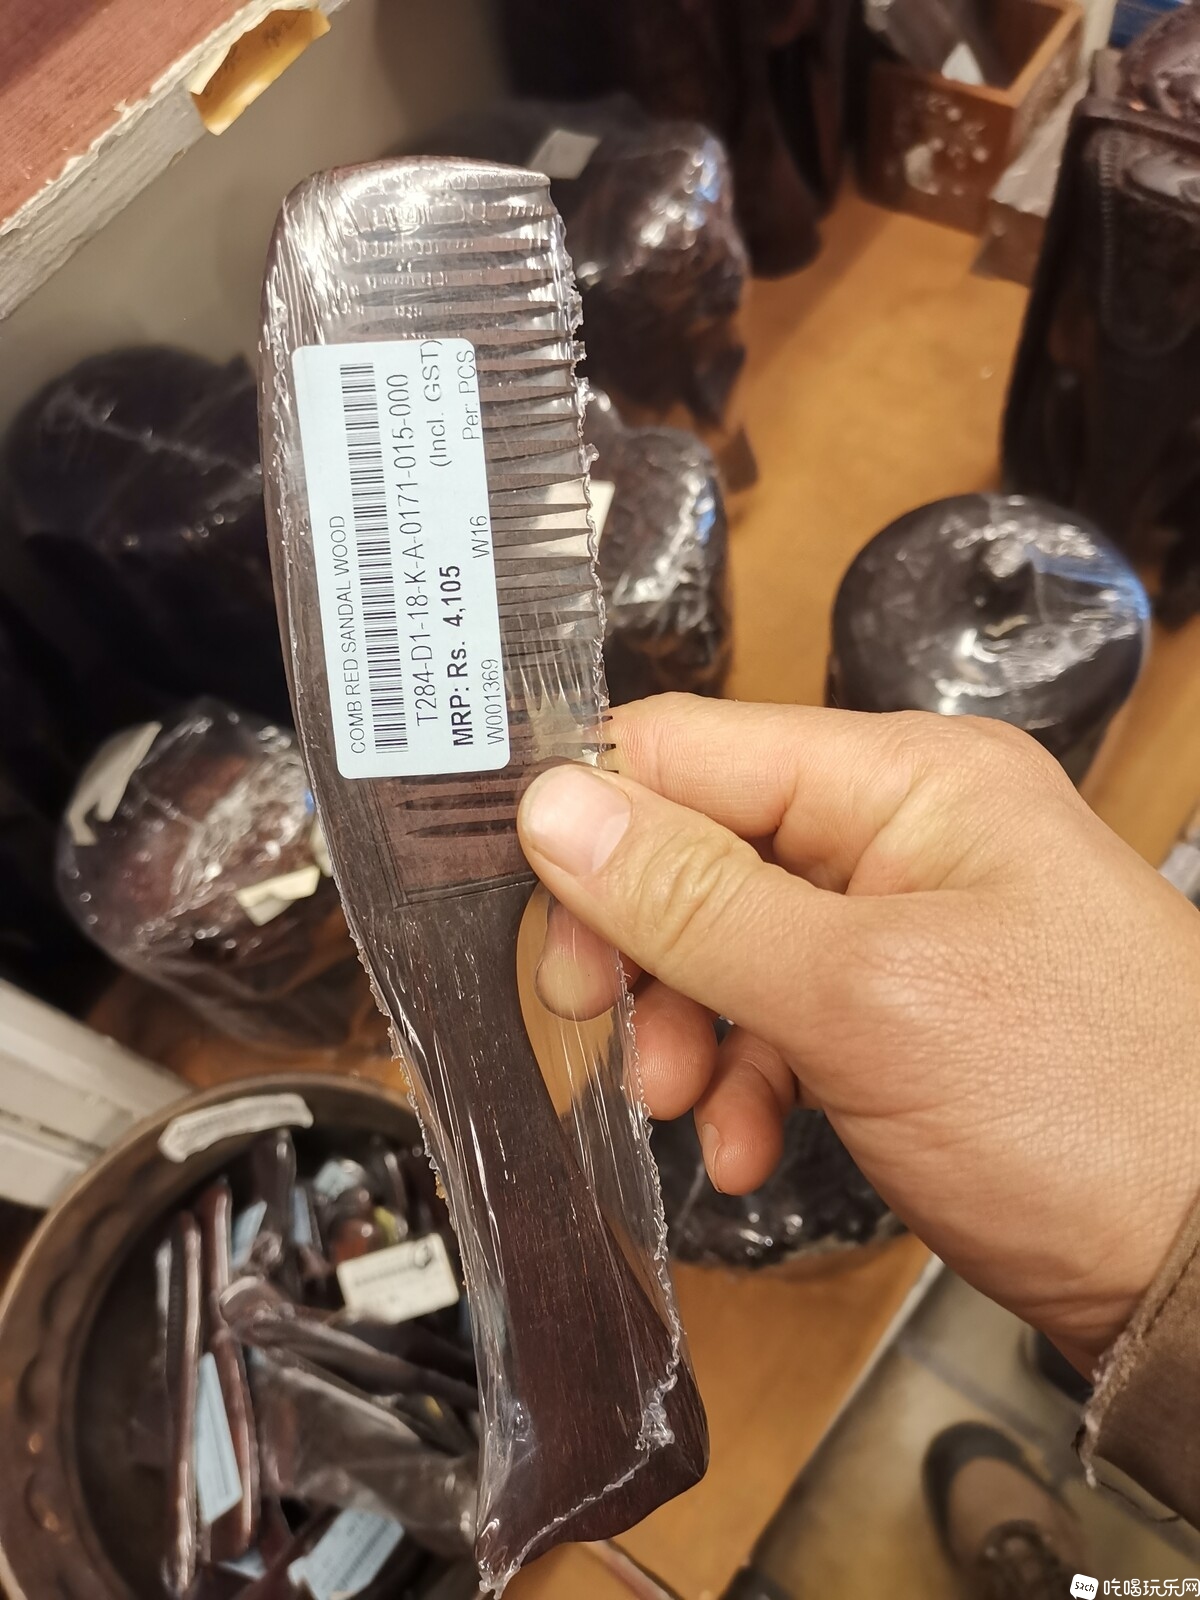 COMB RED SANDAL WOOD
T284-D1-18-K-A-0171-015-000
MRP: Rs. 4,105 (Incl. GST)
W001369 W16 Per: PCS
52ch 吃喝玩乐网